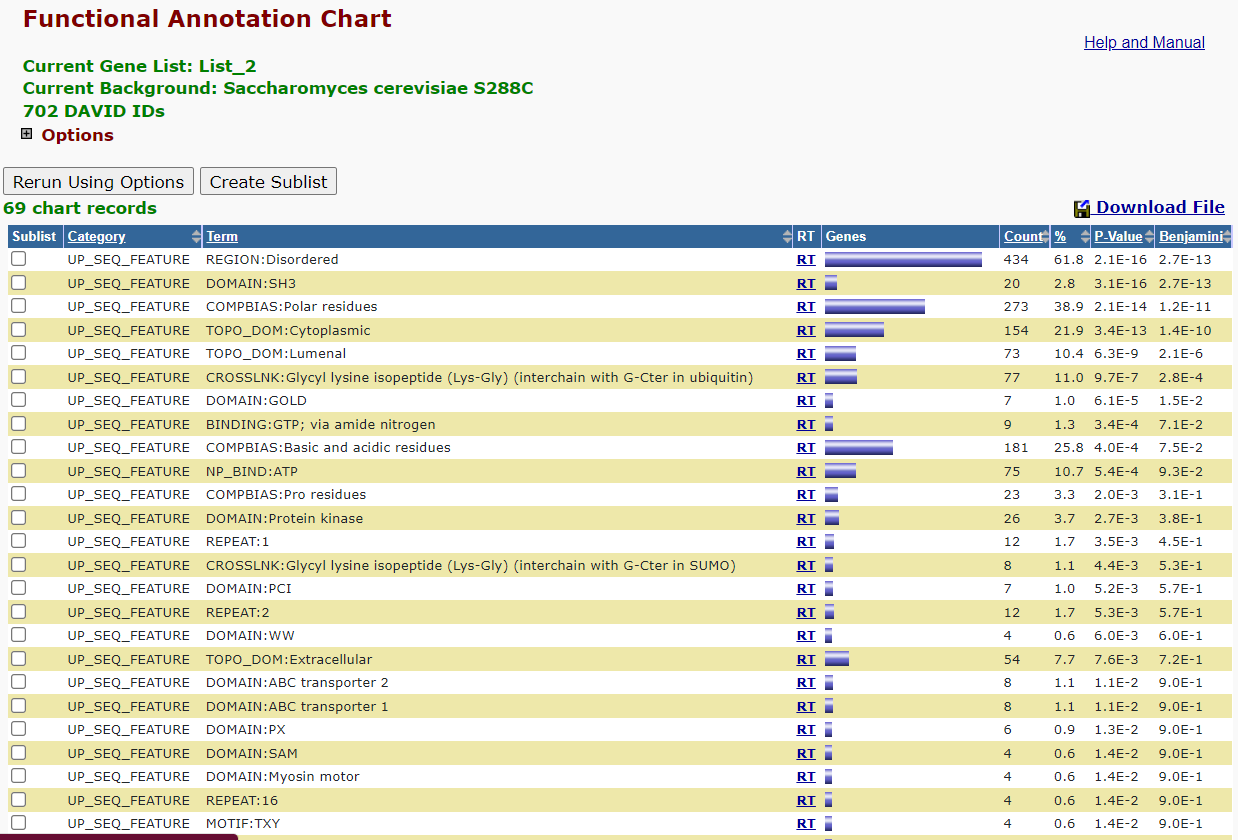 Functional Annotation Chart
Help and Manual
Current Gene List: List_2
Current Background: Saccharomyces cerevisiae S288C
702 DAVID IDs
Options
Rerun Using Options Create Sublist
69 chart records
Download File
Sublist Category Term RT Genes Count % P-Value Benjamini
UP_SEQ_FEATURE REGION:Disordered RT 434 61.8 2.1E-16 2.7E-13
UP_SEQ_FEATURE DOMAIN:SH3 RT 20 2.8 3.1E-16 2.7E-13
UP_SEQ_FEATURE COMPBIAS:Polar residues RT 273 38.9 2.1E-14 1.2E-11
UP_SEQ_FEATURE TOPO_DOM:Cytoplasmic RT 154 21.9 3.4E-13 1.4E-10
UP_SEQ_FEATURE TOPO_DOM:Lumenal RT 73 10.4 6.3E-9 2.1E-6
UP_SEQ_FEATURE CROSSLNK:Glycyl lysine isopeptide (Lys-Gly) (interchain with G-Cter in ubiquitin) RT 77 11.0 9.7E-7 2.8E-4
UP_SEQ_FEATURE DOMAIN:GOLD RT 7 1.0 6.1E-5 1.5E-2
UP_SEQ_FEATURE BINDING:GTP; via amide nitrogen RT 9 1.3 3.4E-4 7.1E-2
UP_SEQ_FEATURE COMPBIAS:Basic and acidic residues RT 181 25.8 4.0E-4 7.5E-2
UP_SEQ_FEATURE NP_BIND:ATP RT 75 10.7 5.4E-4 9.3E-2
UP_SEQ_FEATURE COMPBIAS:Pro residues RT 23 3.3 2.0E-3 3.1E-1
UP_SEQ_FEATURE DOMAIN:Protein kinase RT 26 3.7 2.7E-3 3.8E-1
UP_SEQ_FEATURE REPEAT:1 RT 12 1.7 3.5E-3 4.5E-1
UP_SEQ_FEATURE CROSSLNK:Glycyl lysine isopeptide (Lys-Gly) (interchain with G-Cter in SUMO) RT 8 1.1 4.4E-3 5.3E-1
UP_SEQ_FEATURE DOMAIN:PCI RT 7 1.0 5.2E-3 5.7E-1
UP_SEQ_FEATURE REPEAT:2 RT 12 1.7 5.3E-3 5.7E-1
UP_SEQ_FEATURE DOMAIN:WW RT 4 0.6 6.0E-3 6.0E-1
UP_SEQ_FEATURE TOPO_DOM:Extracellular RT 54 7.7 7.6E-3 7.2E-1
UP_SEQ_FEATURE DOMAIN:ABC transporter 2 RT 8 1.1 1.1E-2 9.0E-1
UP_SEQ_FEATURE DOMAIN:ABC transporter 1 RT 8 1.1 1.1E-2 9.0E-1
UP_SEQ_FEATURE DOMAIN:PX RT 6 0.9 1.3E-2 9.0E-1
UP_SEQ_FEATURE DOMAIN:SAM RT 4 0.6 1.4E-2 9.0E-1
UP_SEQ_FEATURE DOMAIN:Myosin motor RT 4 0.6 1.4E-2 9.0E-1
UP_SEQ_FEATURE REPEAT:16 RT 4 0.6 1.4E-2 9.0E-1
UP_SEQ_FEATURE MOTIF:TXY RT 4 0.6 1.4E-2 9.0E-1